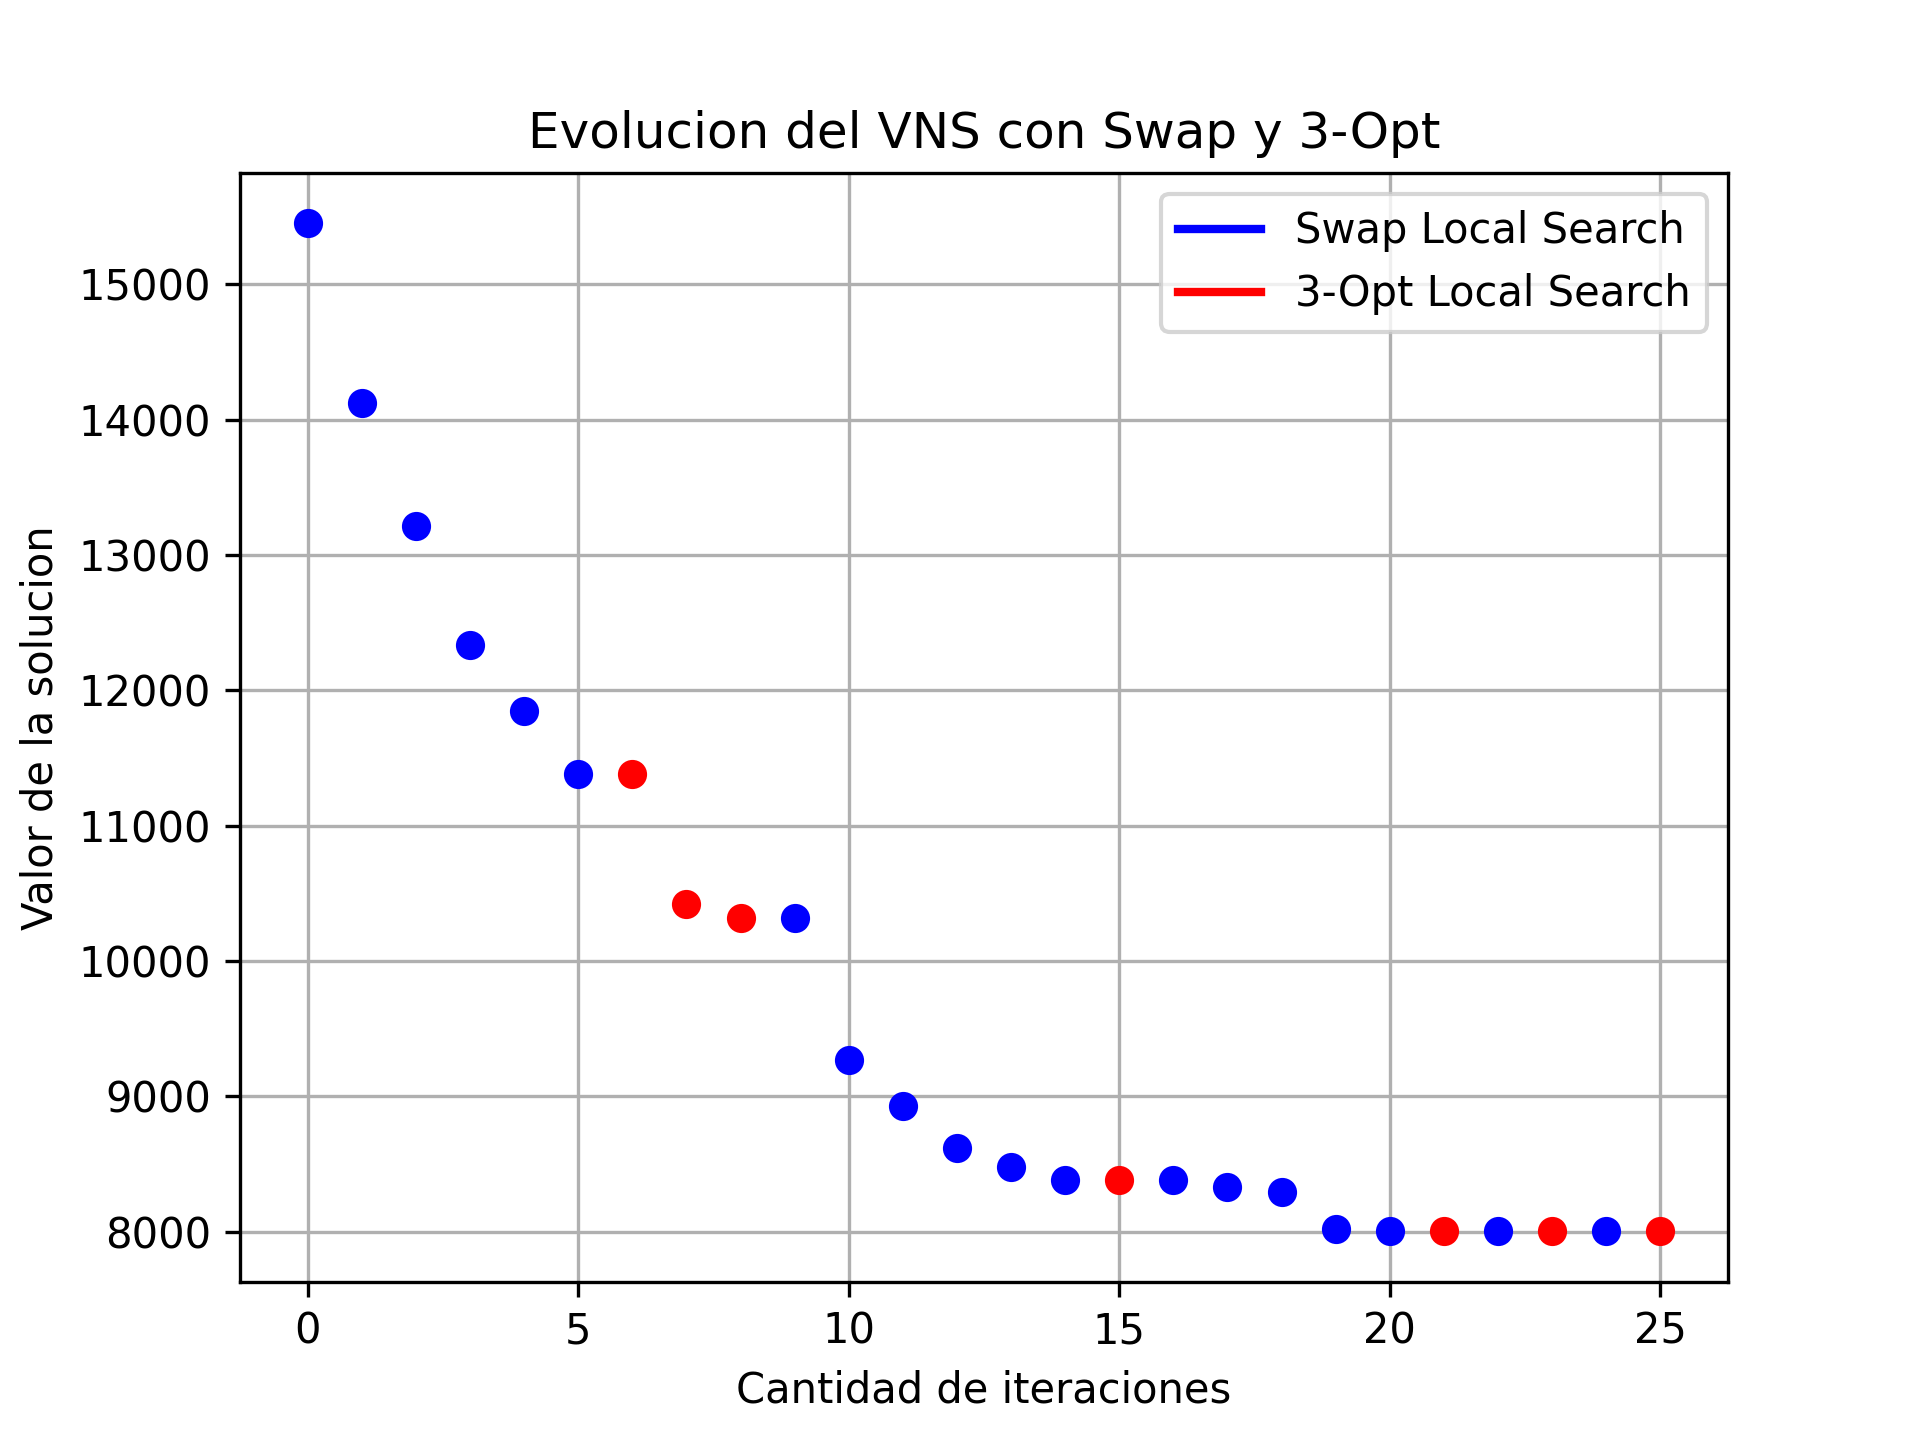 Evolucion del VNS con Swap y 3-Opt
Swap Local Search
3-Opt Local Search
Valor de la solucion
15000
14000
13000
12000
11000
10000
9000
8000
0 5 10 15 20 25
Cantidad de iteraciones